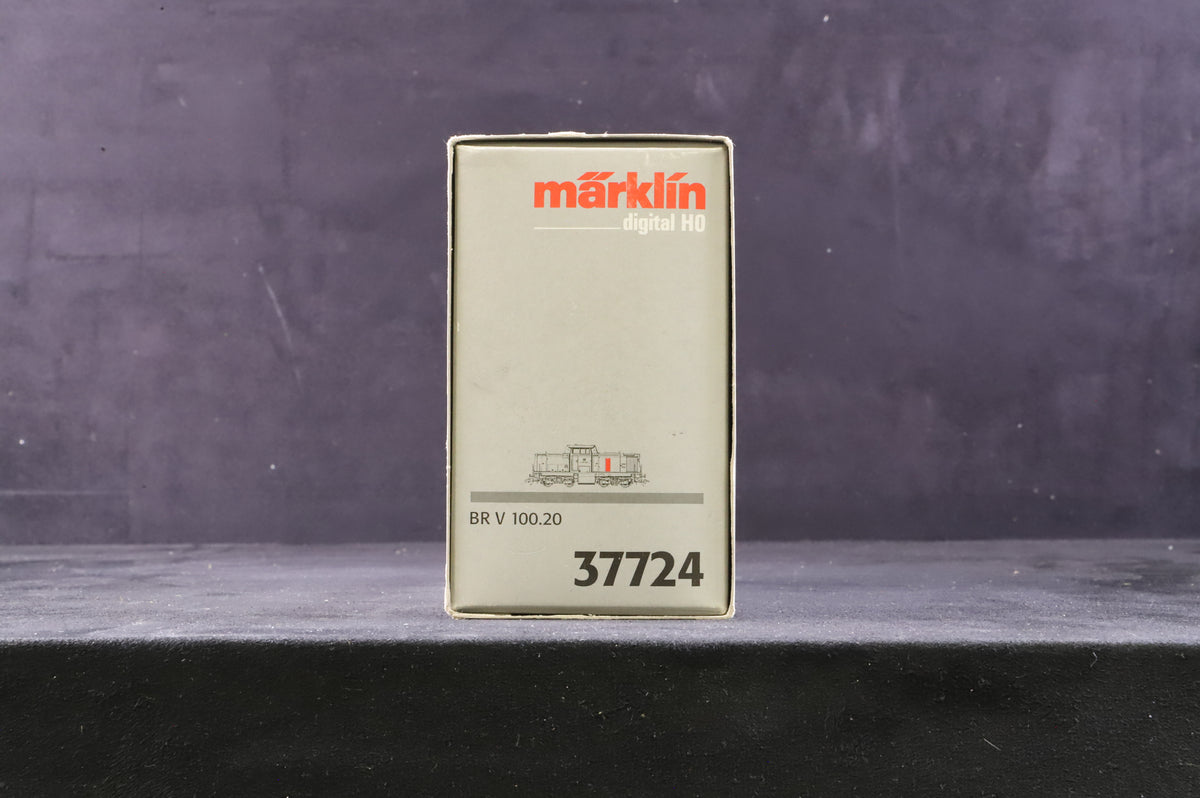 märklin
digital H0
BR V 100.20
37724